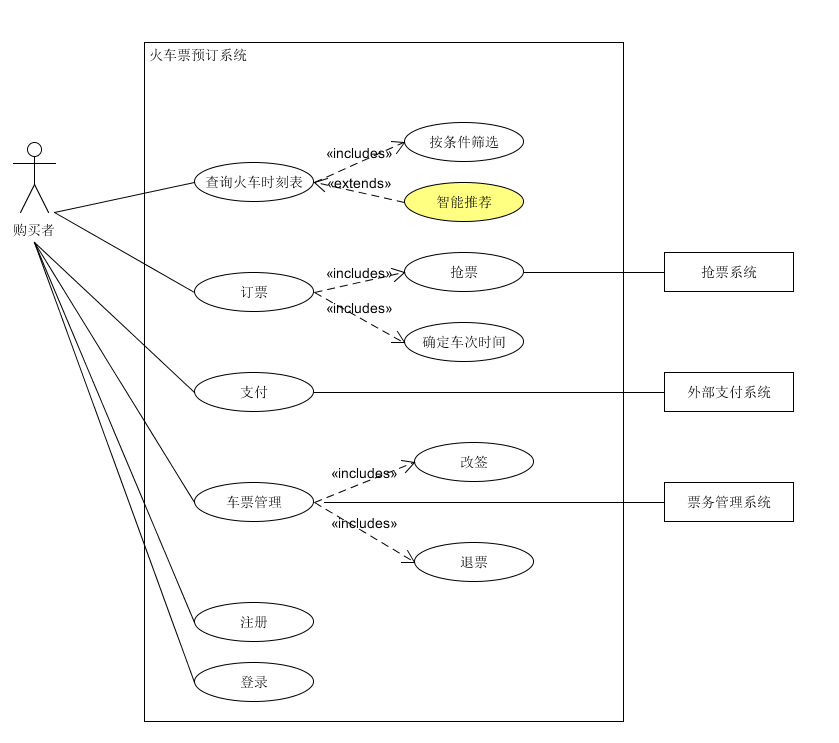 火车票预订系统
«includes»
按条件筛选
查询火车时刻表
«extends»
智能推荐
购买者
«includes»
抢票
抢票系统
订票
«includes»
确定车次时间
支付
外部支付系统
«includes»
改签
车票管理
票务管理系统
«includes»
退票
注册
登录